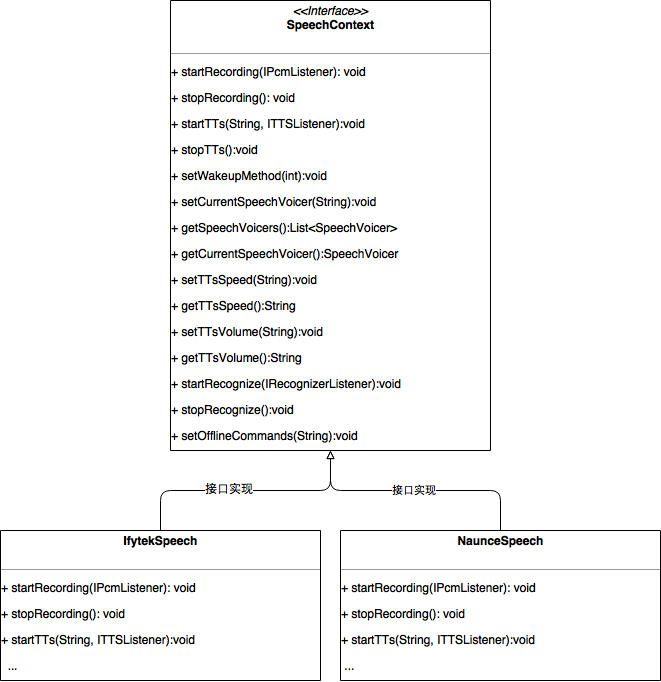 <<Interface>>
SpeechContext
+ startRecording(IPcmListener): void
+ stopRecording(): void
+ startTTs(String, ITTSListener):void
+ stopTTs():void
+ setWakeupMethod(int):void
+ setCurrentSpeechVoicer(String):void
+ getSpeechVoicers():List<SpeechVoicer>
+ getCurrentSpeechVoicer():SpeechVoicer
+ setTTsSpeed(String):void
+ getTTsSpeed():String
+ setTTsVolume(String):void
+ getTTsVolume():String
+ startRecognize(IRecognizerListener):void
+ stopRecognize():void
+ setOfflineCommands(String):void
接口实现
接口实现
IfytekSpeech
+ startRecording(IPcmListener): void
+ stopRecording(): void
+ startTTs(String, ITTSListener):void
...
NaunceSpeech
+ startRecording(IPcmListener): void
+ stopRecording(): void
+ startTTs(String, ITTSListener):void
...